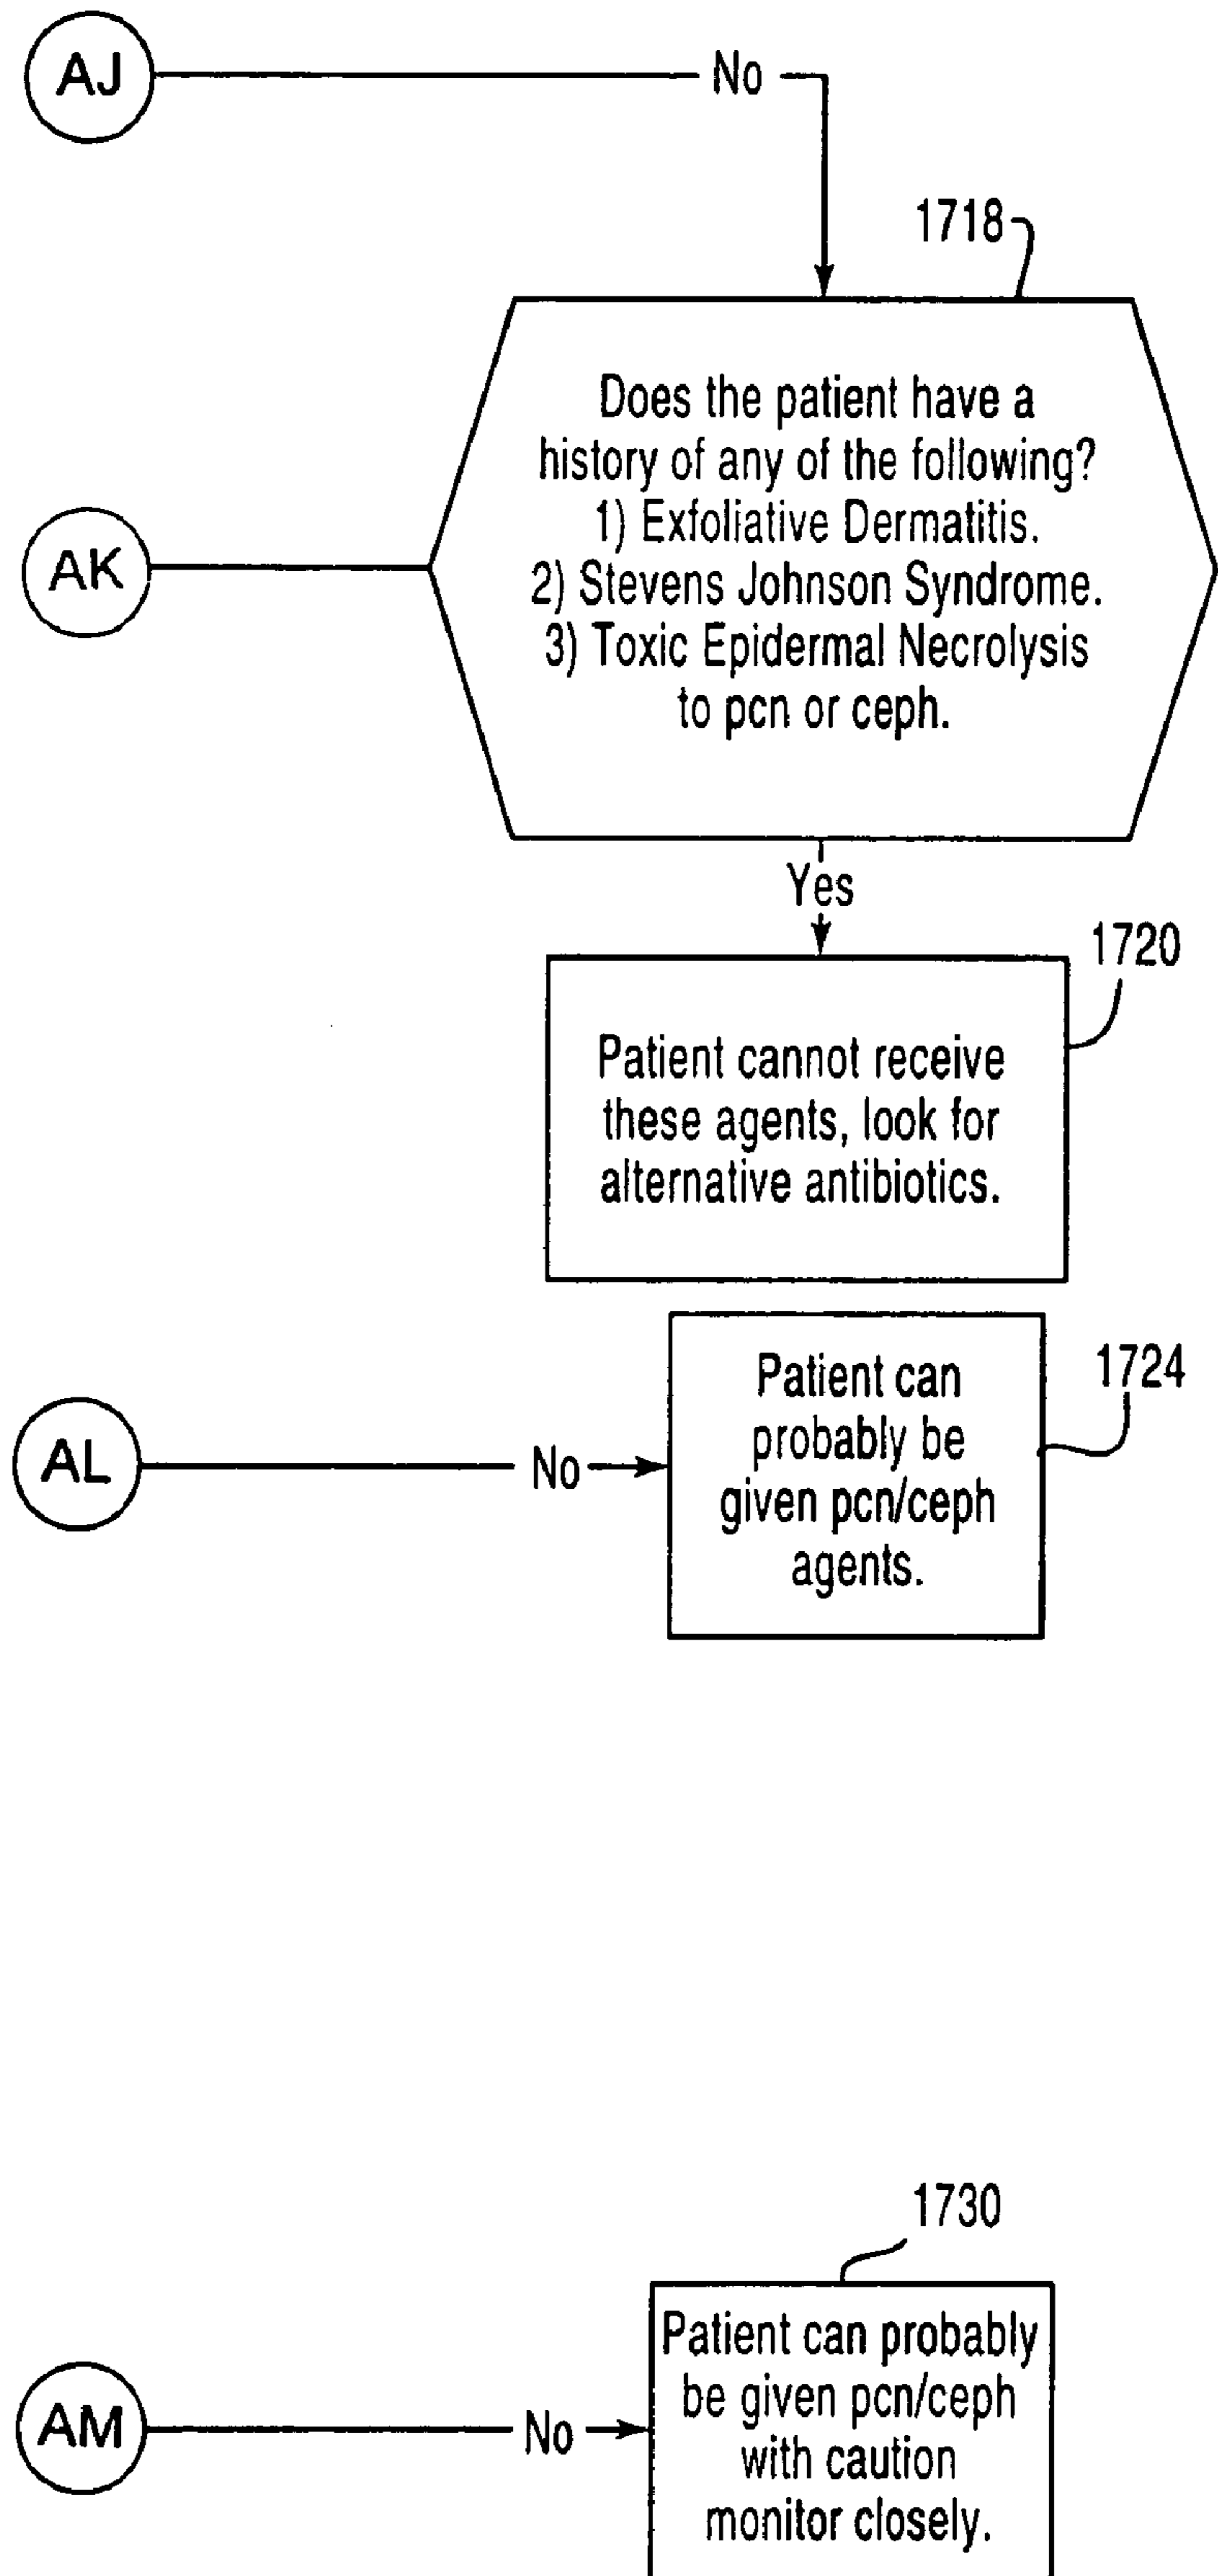 AJ
No
1718
Does the patient have a
history of any of the following?
1) Exfoliative Dermatitis.
2) Stevens Johnson Syndrome.
3) Toxic Epidermal Necrolysis
to pcn or ceph.
AK
Yes
1720
Patient cannot receive
these agents, look for
alternative antibiotics.
AL
No
1724
Patient can
probably be
given pcn/ceph
agents.
1730
AM
No
Patient can probably
be given pcn/ceph
with caution
monitor closely.